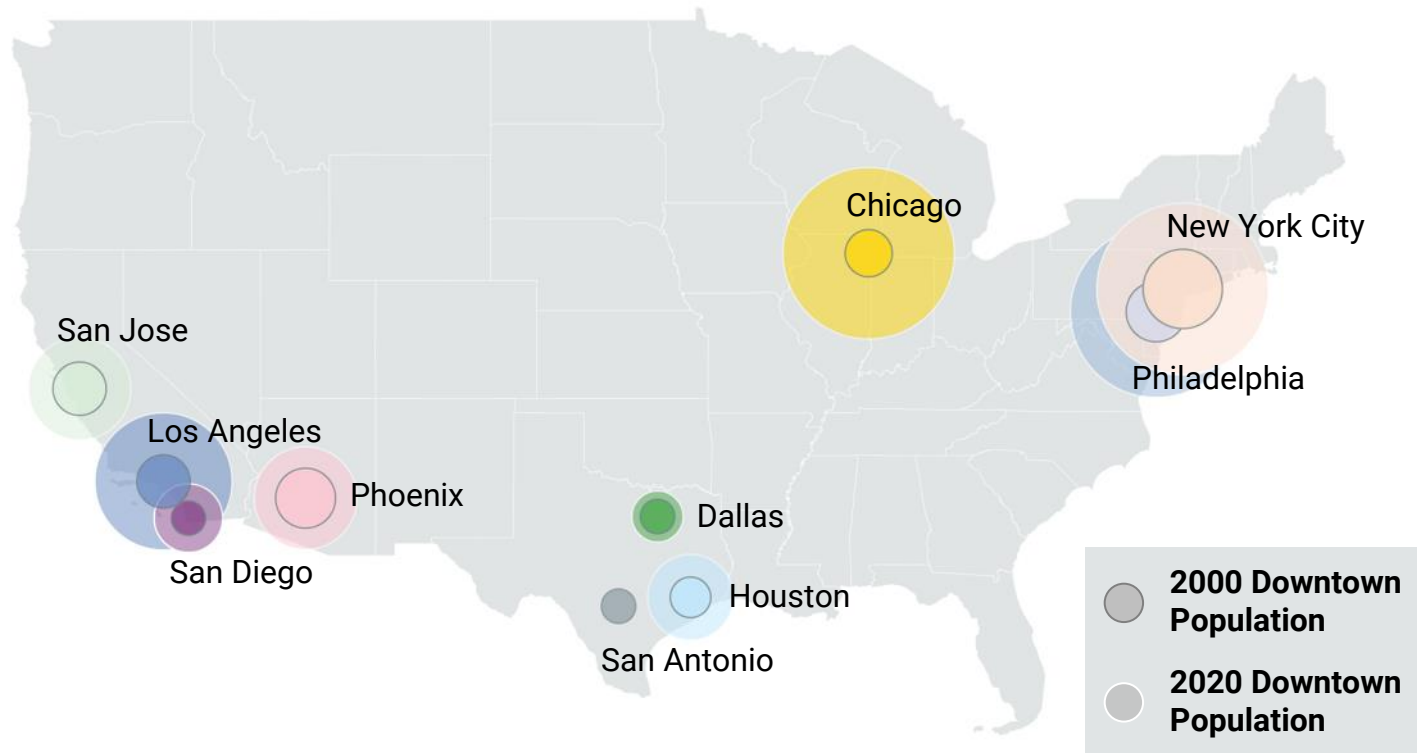 Chicago
New York City
San Jose
Philadelphia
Los Angeles
Phoenix
Dallas
San Diego
Houston
San Antonio
2000 Downtown
Population
2020 Downtown
Population